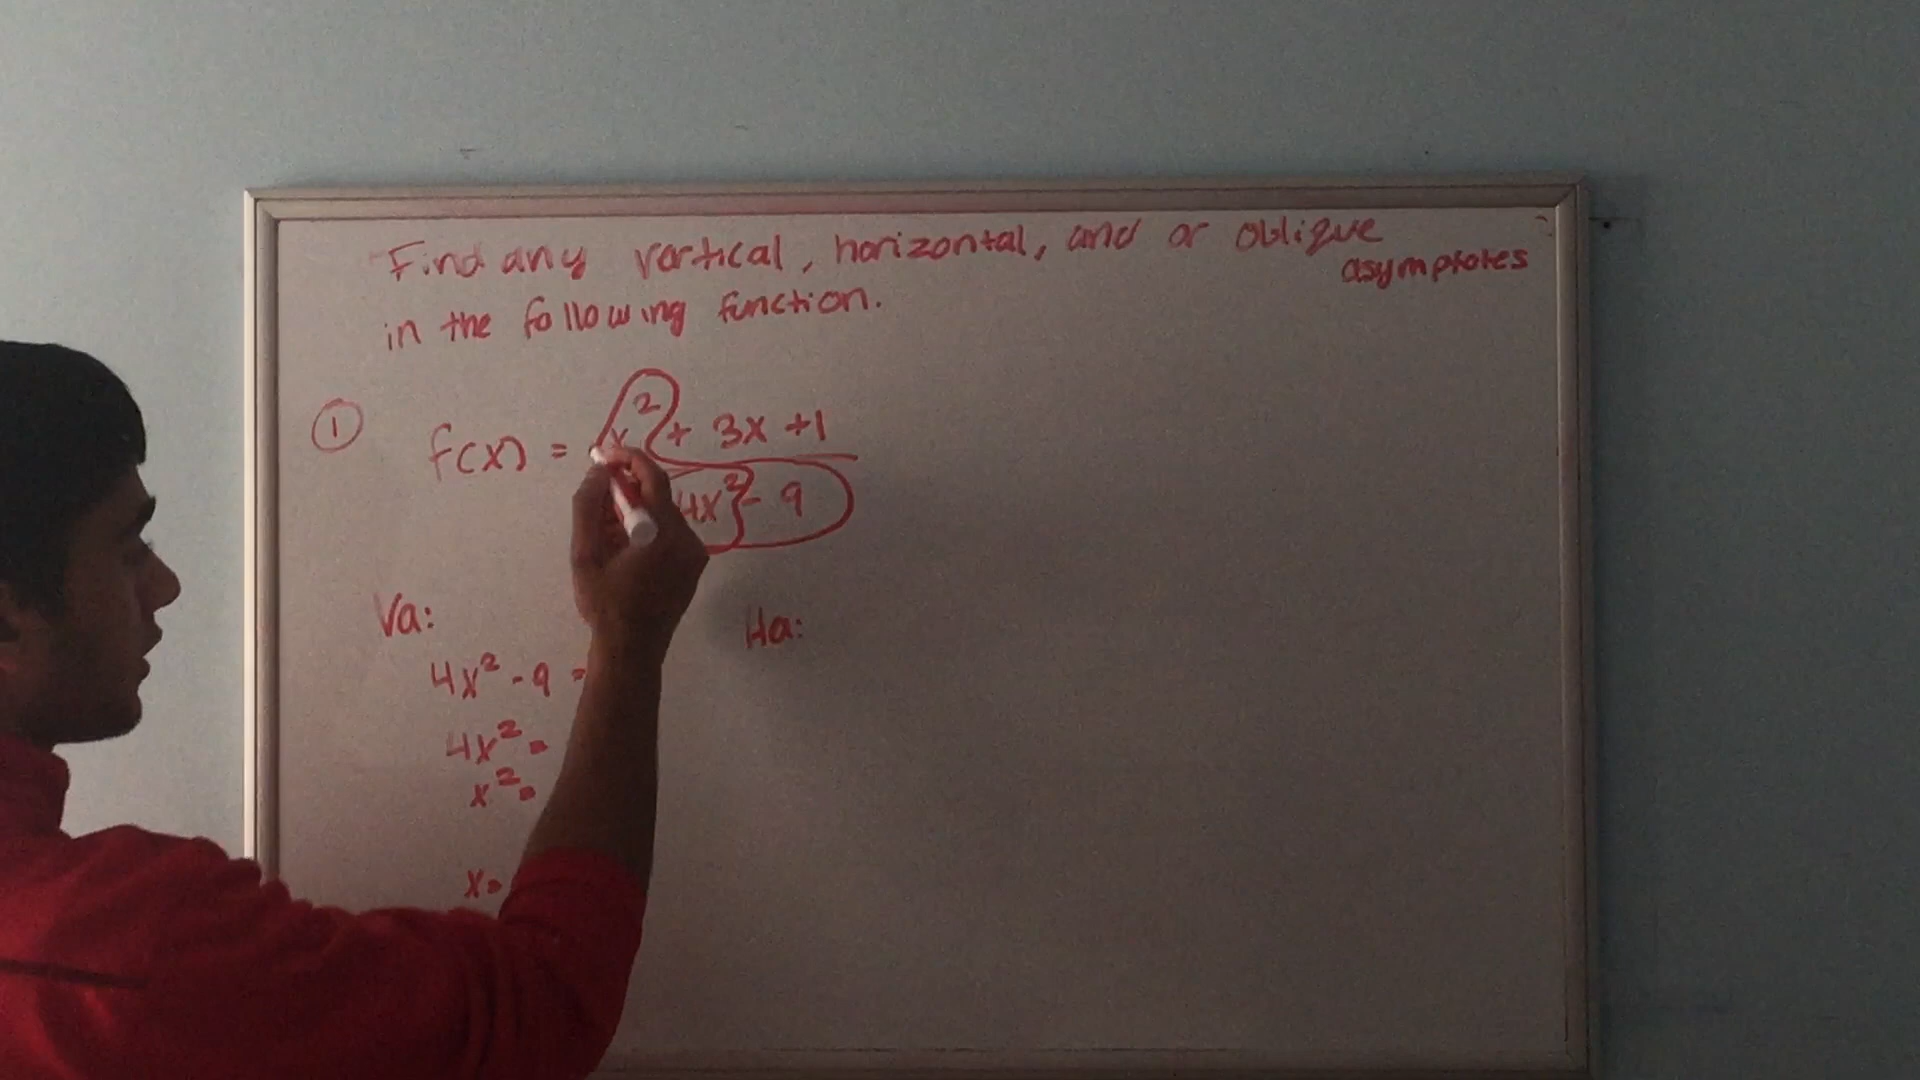 Find any vertical, horizontal, and or oblique asymptotes
in the following function.
① f(x) = x² + 3x + 1
4x² - 9
Va:
Ha:
4x² - 9 =
4x² =
x² =
x =